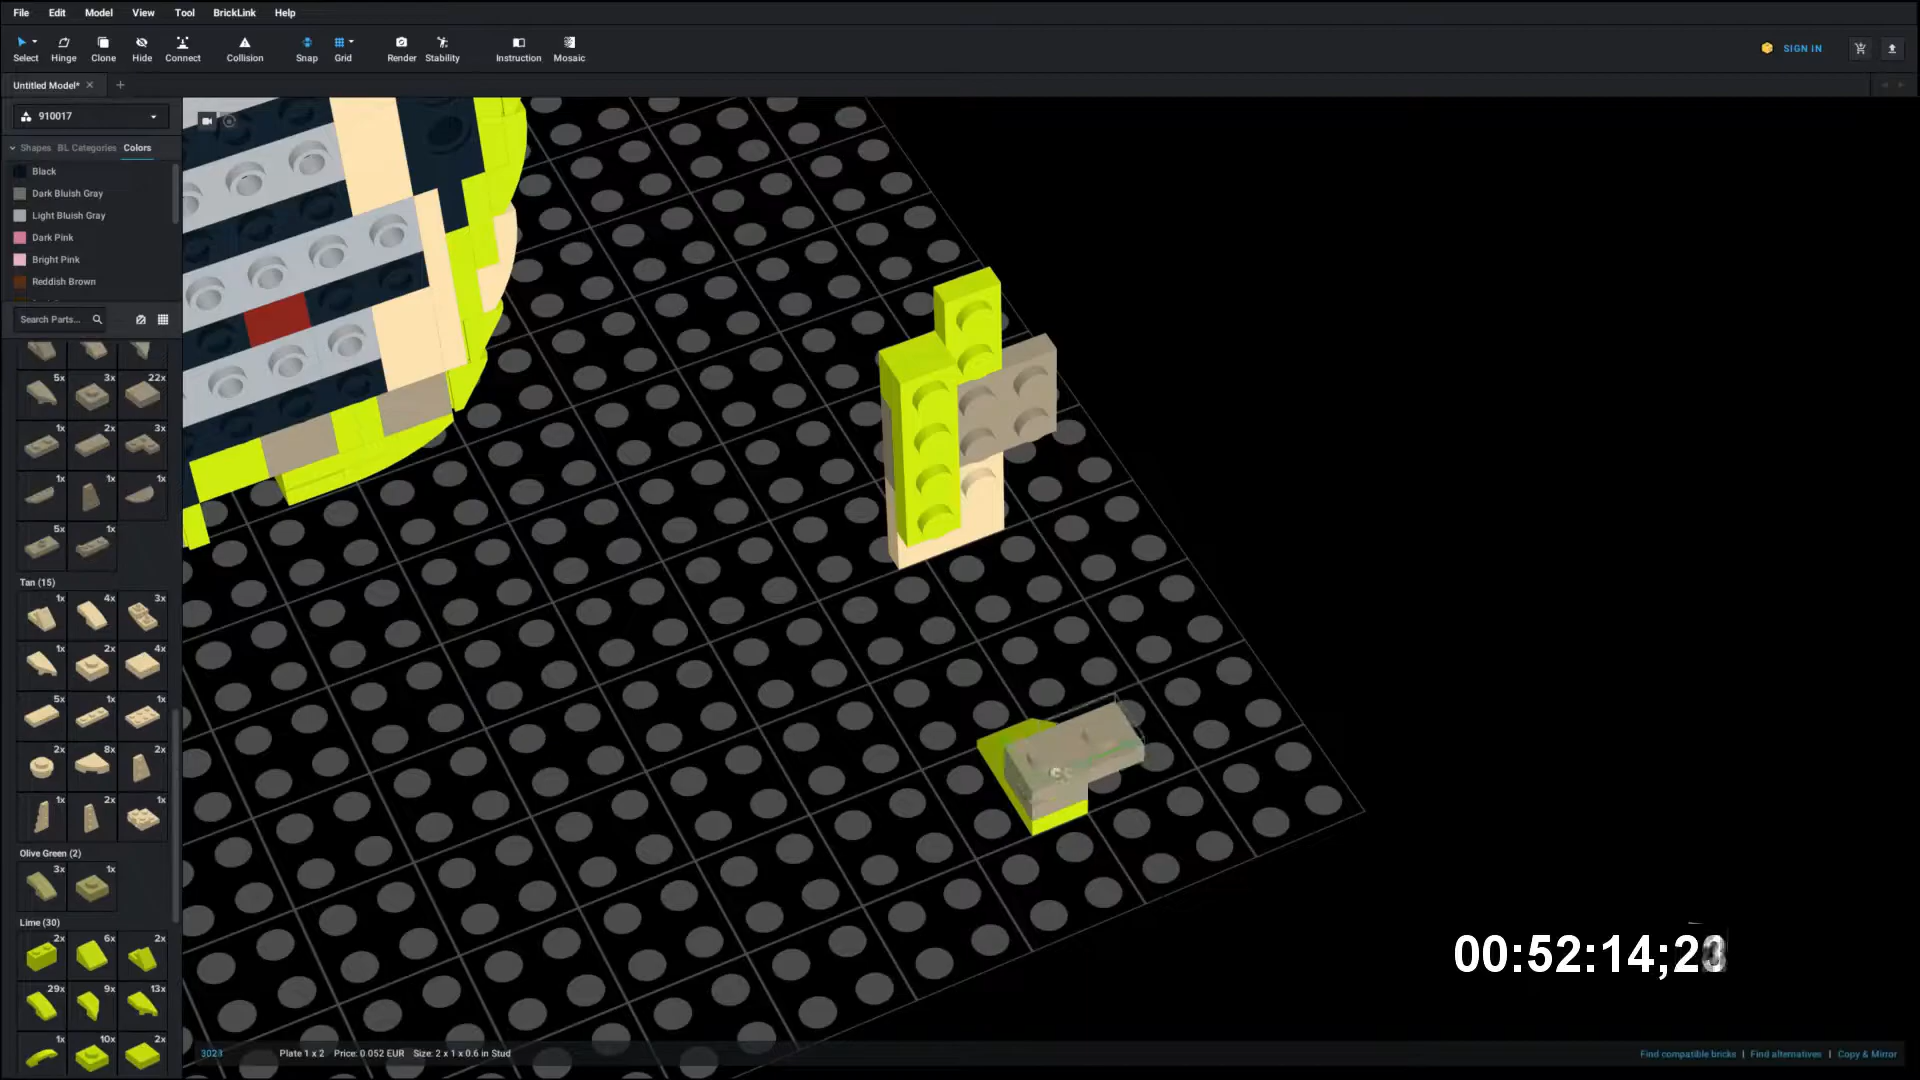 File Edit Model View Tool BrickLink Help
Select Hinge Clone Hide Connect Collision Snap Grid Render Stability Instruction Mosaic
SIGN IN
Untitled Model*
910017
Shapes BL Categories Colors
Black
Dark Bluish Gray
Light Bluish Gray
Dark Pink
Bright Pink
Reddish Brown
Search Parts...
5x 3x 22x
1x 2x 3x
1x 1x 1x
5x 1x
Tan (15)
1x 4x 3x
1x 2x 4x
5x 1x 1x
2x 8x 2x
1x 2x 1x
Olive Green (2)
3x 1x
Lime (30)
2x 6x 2x
29x 9x 13x
1x 10x 2x
00:52:14;2
3023 Plate 1 x 2 Price: 0.052 EUR Size: 2 x 1 x 0.6 in Stud
Find compatible bricks | Find alternatives | Copy & Mirror